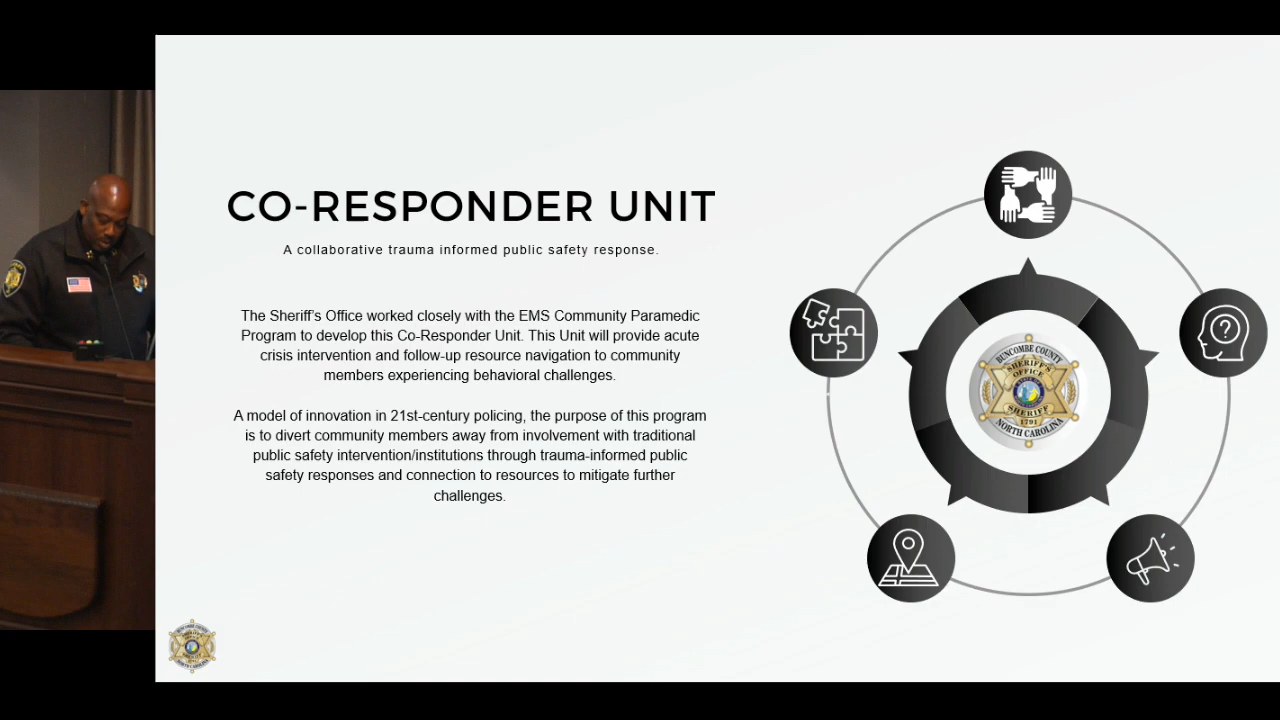 CO-RESPONDER UNIT
A collaborative trauma informed public safety response.
The Sheriff's Office worked closely with the EMS Community Paramedic
Program to develop this Co-Responder Unit. This Unit will provide acute
crisis intervention and follow-up resource navigation to community
members experiencing behavioral challenges.
A model of innovation in 21st-century policing, the purpose of this program
is to divert community members away from involvement with traditional
public safety intervention/institutions through trauma-informed public
safety responses and connection to resources to mitigate further
challenges.
BUNCOMBE COUNTY
SHERIFF'S
OFFICE
SHERIFF
1791
NORTH CAROLINA